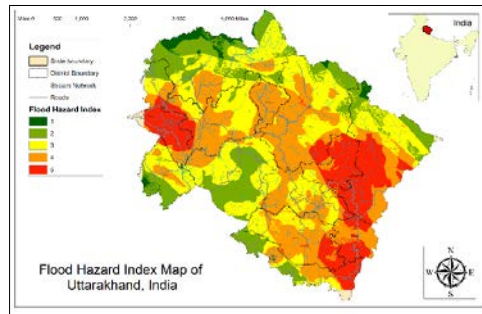 India
Legend
State boundary
District Boundary
Stream Network
Roads
Flood Hazard Index
1
2
3
4
5
Flood Hazard Index Map of
Uttarakhand, India
N
W E
S